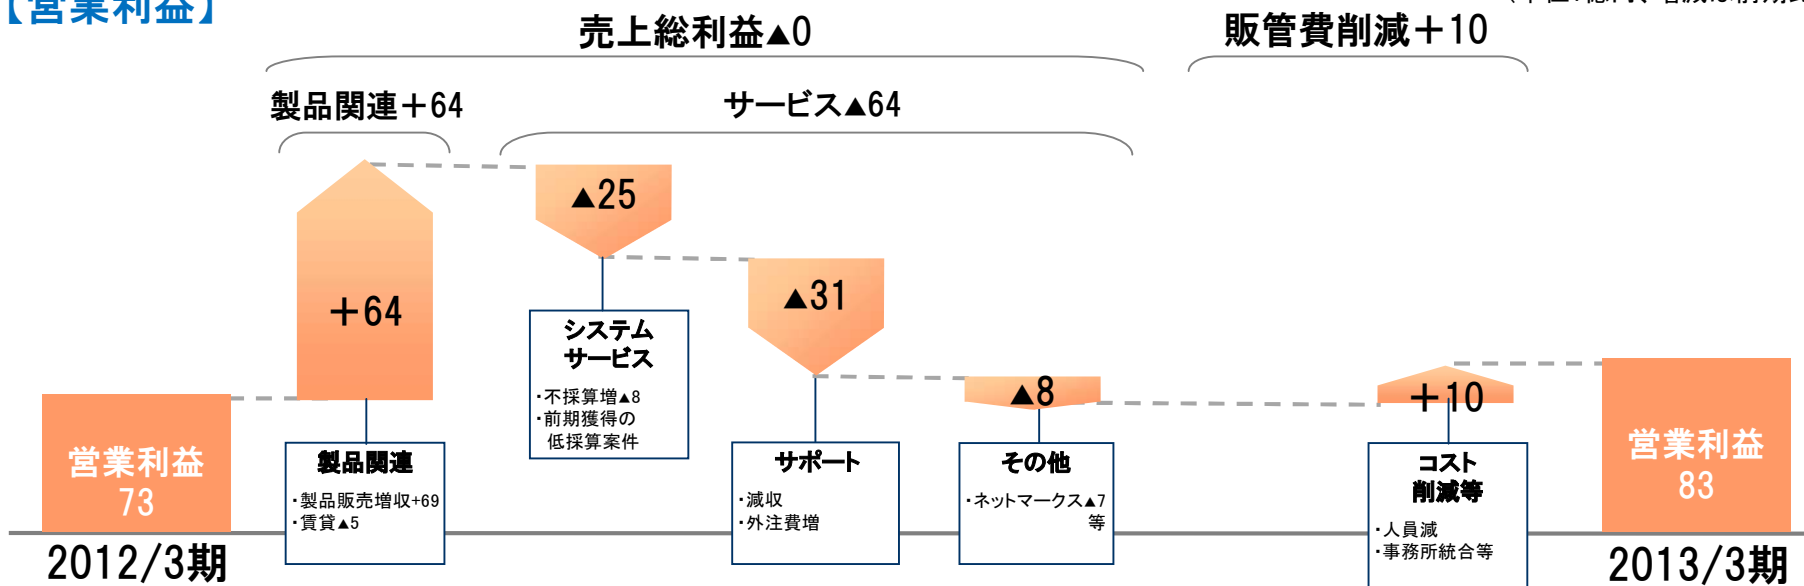 【営業利益】
売上総利益▲0
販管費削減＋10
製品関連＋64
サービス▲64
＋64
▲25
▲31
▲8
＋10
営業利益
73
製品関連
・製品販売増収+69
・賃貸▲5
システム
サービス
・不採算増▲8
・前期獲得の
低採算案件
サポート
・減収
・外注費増
その他
・ネットマークス▲7
等
コスト
削減等
・人員減
・事務所統合等
営業利益
83
2012/3期
2013/3期